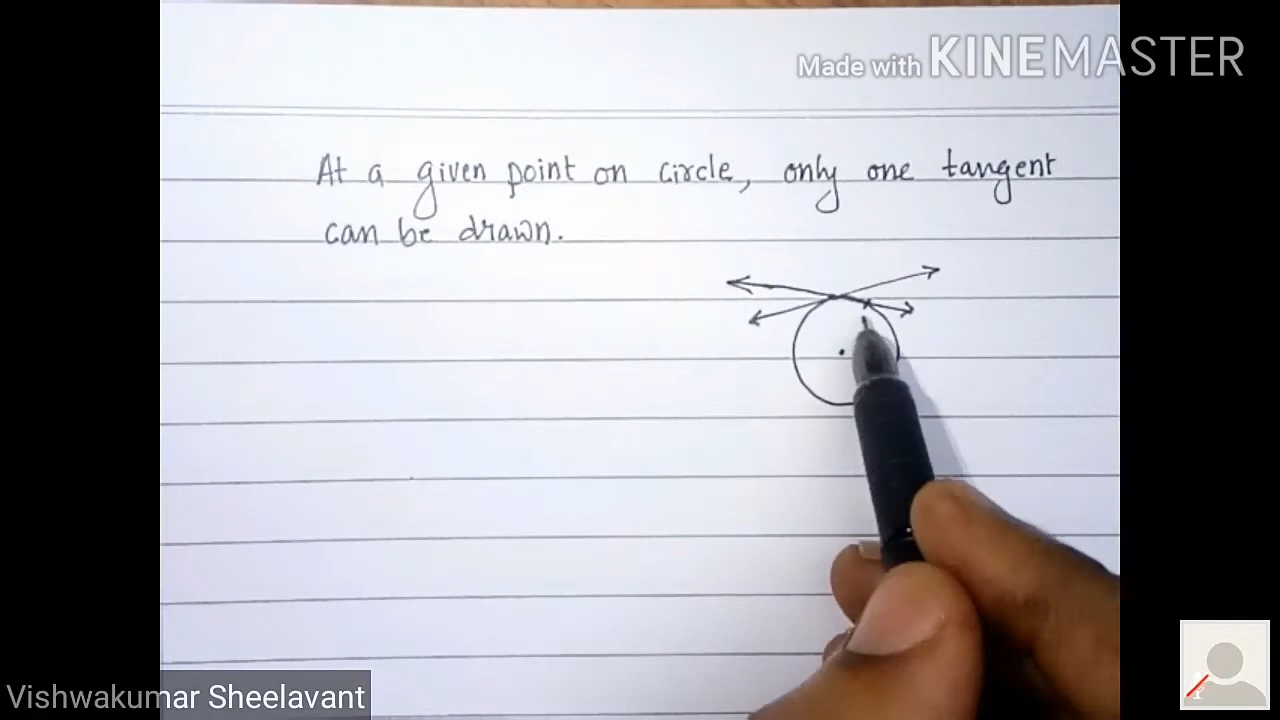 Made with KINEMASTER
At a given point on circle, only one tangent
can be drawn.
Vishwakumar Sheelavant